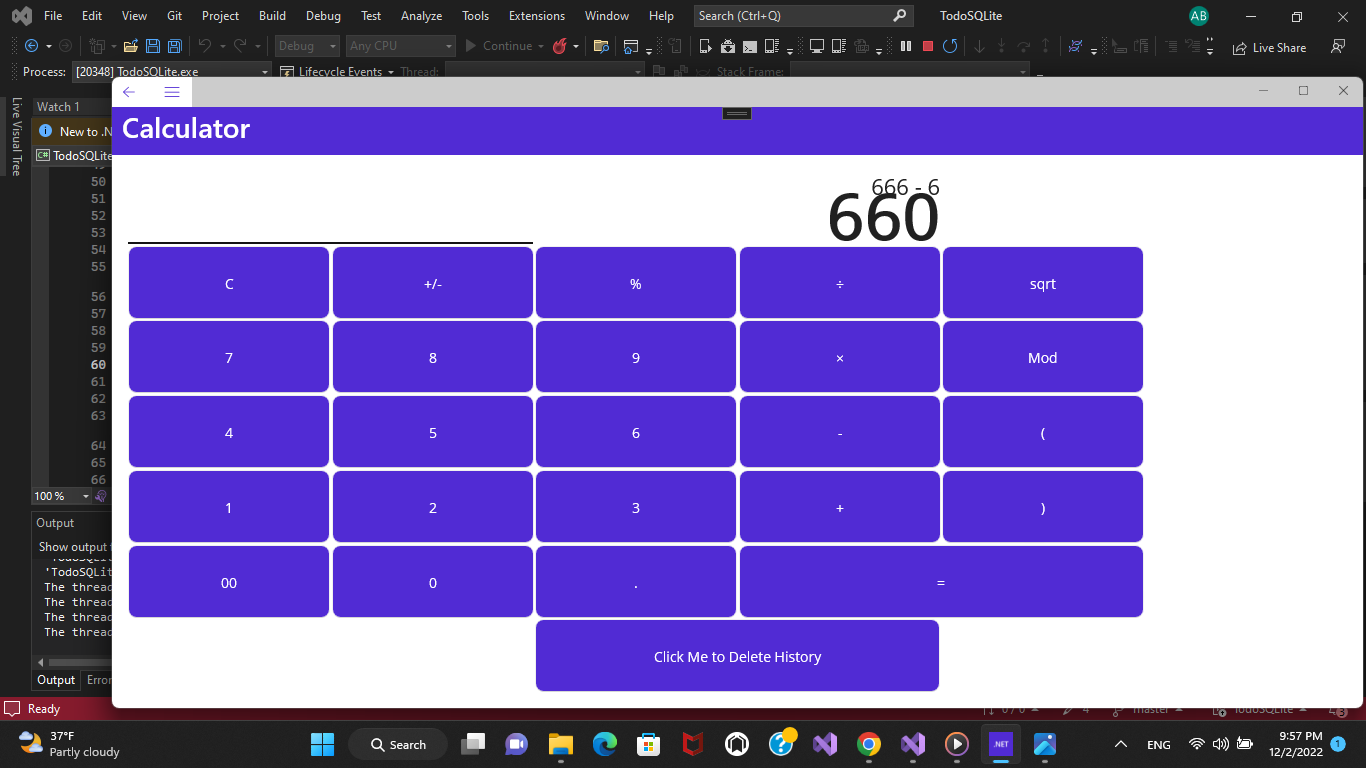 File Edit View Git Project Build Debug Test Analyze Tools Extensions Window Help Search (Ctrl+Q) TodoSQLite AB
Debug Any CPU Continue Live Share
Process: [20348] TodoSQLite.exe Lifecycle Events Thread: Stack Frame:
Live Visual Tree
Watch 1
New to .N
C# TodoSQLite
Calculator
666 - 6
660
C +/- % ÷ sqrt
7 8 9 × Mod
4 5 6 - (
1 2 3 + )
00 0 . =
Click Me to Delete History
50
51
52
53
54
55
56
57
58
59
60
61
62
63
64
65
66
100 %
Output
Show output f
'TodoSQLit
The thread
The thread
The thread
The thread
Output Error
Ready 0 / 0 4 master TodoSQLite 3
37°F
Partly cloudy
Search
.NET
ENG
9:57 PM
12/2/2022
1